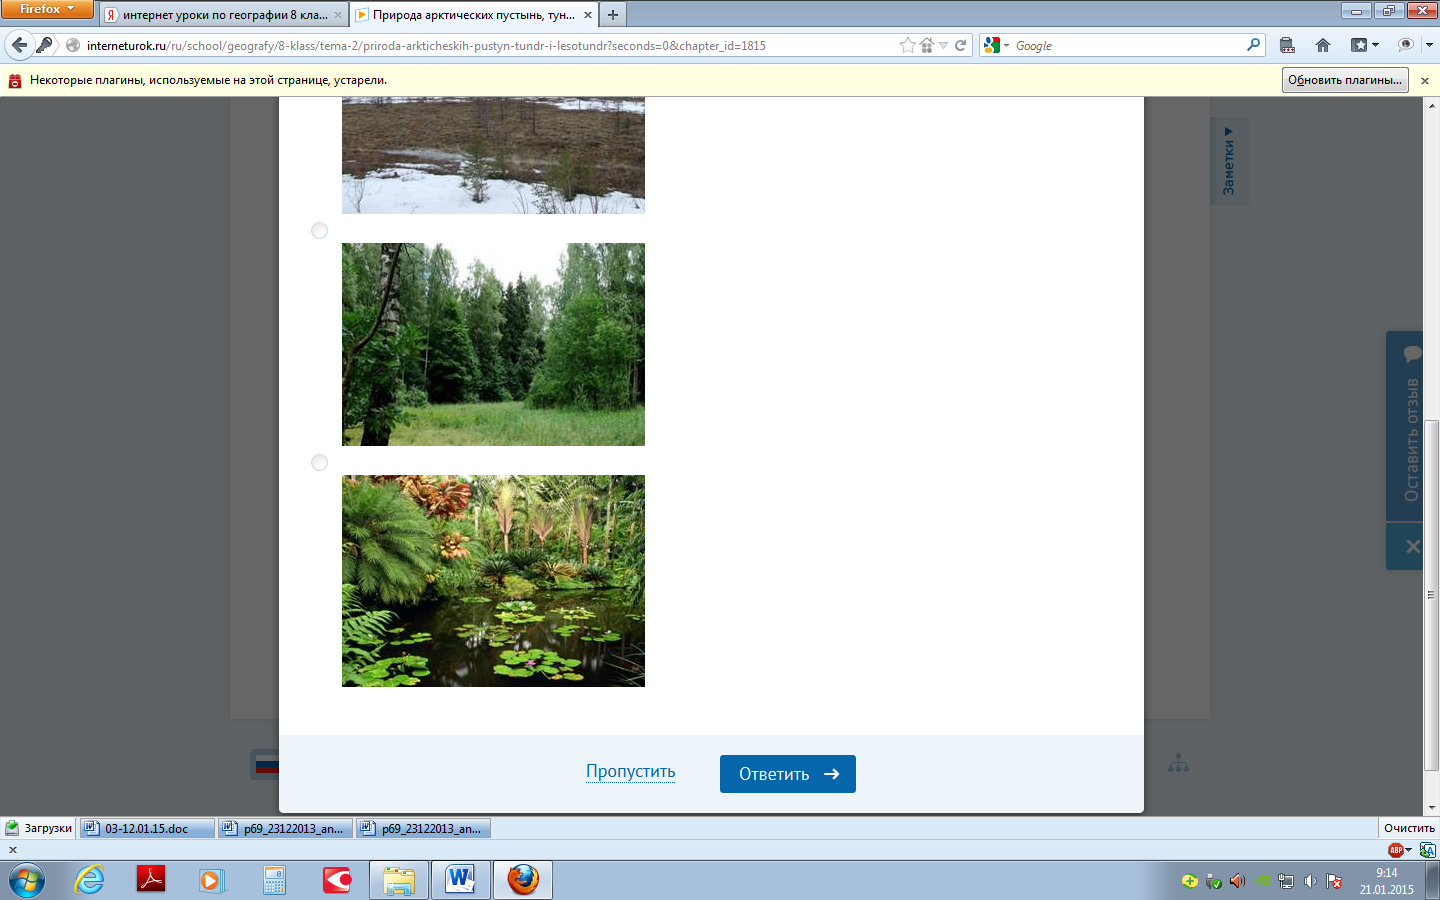 Firefox
интернет уроки по географии 8 кла...
Природа арктических пустынь, тун...
interneturok.ru/ru/school/geografy/8-klass/tema-2/priroda-arkticheskih-pustyn-tundr-i-lesotundr?seconds=0&chapter_id=1815
Google
Некоторые плагины, используемые на этой странице, устарели.
Обновить плагины...
Заметки
Оставить отзыв
Пропустить
Ответить
Загрузки
03-12.01.15.doc
p69_23122013_an...
p69_23122013_an...
Очистить
ABP
9:14
21.01.2015